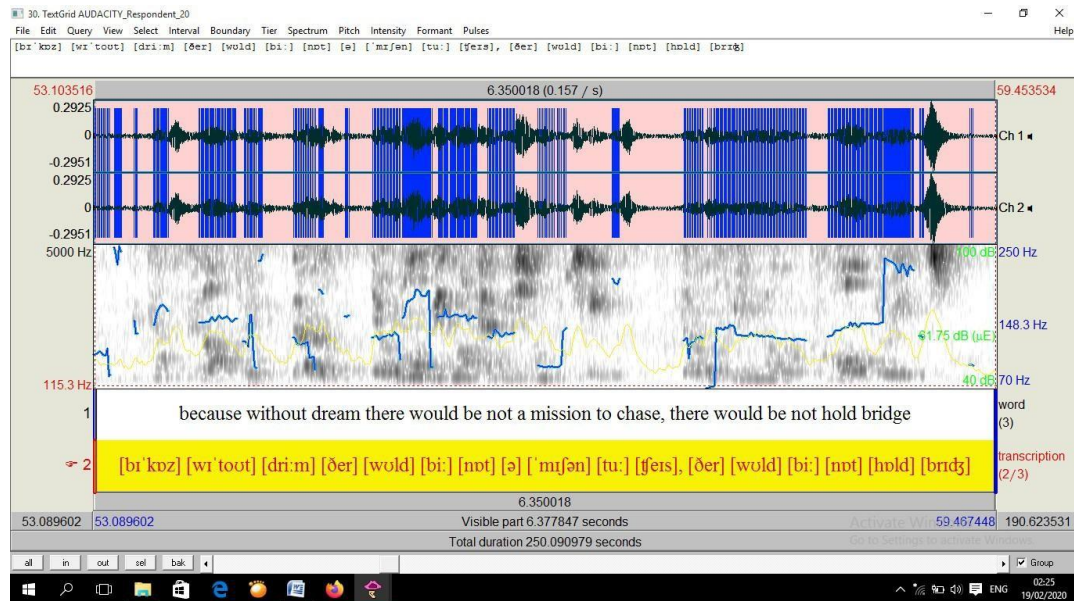 30. TextGrid AUDACITY_Respondent_20
File Edit Query View Select Interval Boundary Tier Spectrum Pitch Intensity Formant Pulses Help
[bɪˈkɒz] [wɪˈtoʊt] [driːm] [ðer] [wʊld] [biː] [nɒt] [ə] [ˈmɪʃən] [tuː] [ʧeɪs], [ðer] [wʊld] [biː] [nɒt] [hɒld] [brɪʤ]
53.103516 6.350018 (0.157 / s) 59.453534
0.2925
0 Ch 1
-0.2951
0.2925
0 Ch 2
-0.2951
5000 Hz 100 dB 250 Hz
148.3 Hz
61.75 dB (µE)
115.3 Hz 40 dB 70 Hz
1 because without dream there would be not a mission to chase, there would be not hold bridge word
(3)
2 [bɪˈkɒz] [wɪˈtoʊt] [driːm] [ðer] [wʊld] [biː] [nɒt] [ə] [ˈmɪʃən] [tuː] [ʧeɪs], [ðer] [wʊld] [biː] [nɒt] [hɒld] [brɪʤ] transcription
(2/3)
6.350018
53.089602 53.089602 Visible part 6.377847 seconds 59.467448 190.623531
Total duration 250.090979 seconds
Activate Windows
Go to Settings to activate Windows.
all in out sel bak Group
ENG 02:25
19/02/2020